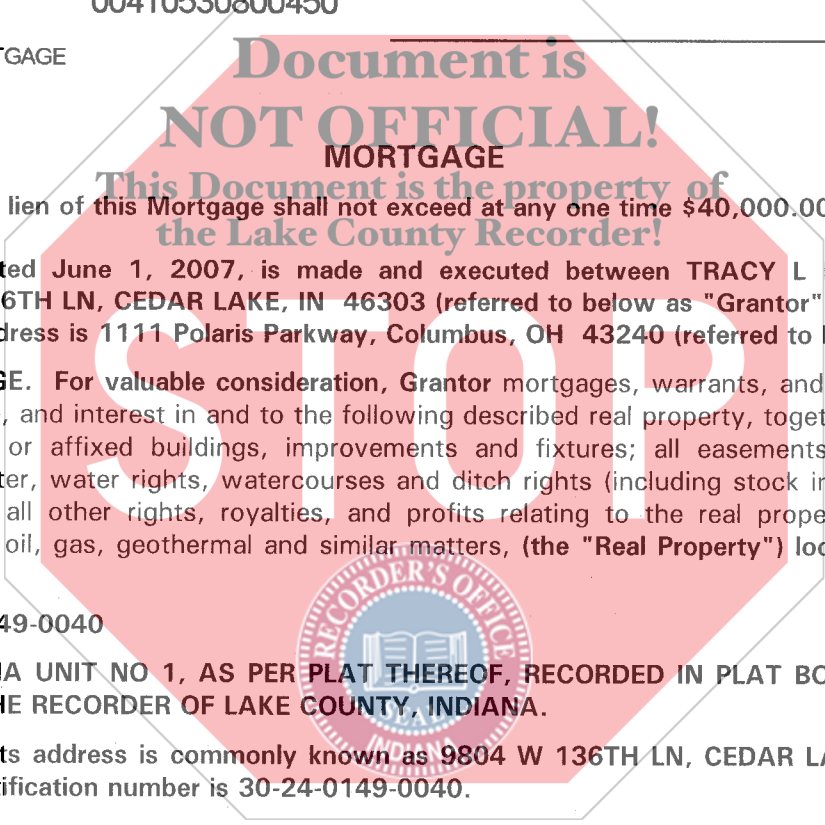 00410530800450
TGAGE
Document is
NOT OFFICIAL!
MORTGAGE
This Document is the property of
lien of this Mortgage shall not exceed at any one time $40,000.00
the Lake County Recorder!
ted June 1, 2007, is made and executed between TRACY L
6TH LN, CEDAR LAKE, IN 46303 (referred to below as "Grantor"
dress is 1111 Polaris Parkway, Columbus, OH 43240 (referred to
GE. For valuable consideration, Grantor mortgages, warrants, and
, and interest in and to the following described real property, toget
or affixed buildings, improvements and fixtures; all easements
ter, water rights, watercourses and ditch rights (including stock in
all other rights, royalties, and profits relating to the real prope
oil, gas, geothermal and similar matters, (the "Real Property") loc
STOP
RECORDER'S OFFICE
SEAL
INDIANA
49-0040
A UNIT NO 1, AS PER PLAT THEREOF, RECORDED IN PLAT BO
HE RECORDER OF LAKE COUNTY, INDIANA.
ts address is commonly known as 9804 W 136TH LN, CEDAR LA
tification number is 30-24-0149-0040.